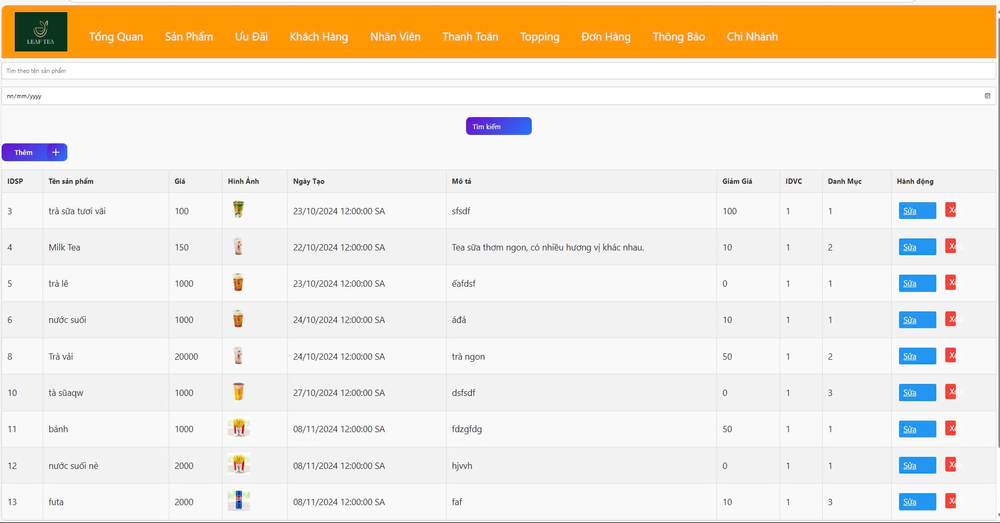 LEAF TEA
Tổng Quan Sản Phẩm Ưu Đãi Khách Hàng Nhân Viên Thanh Toán Topping Đơn Hàng Thông Báo Chi Nhánh
Tìm theo tên sản phẩm
nn/mm/yyyy
Tìm kiếm
Thêm +
IDSP Tên sản phẩm Giá Hình Ảnh Ngày Tạo Mô tả Giảm Giá IDVC Danh Mục Hành động
3 trà sữa tươi vãi 100 23/10/2024 12:00:00 SA sfsdf 100 1 1 Sửa Xóa
4 Milk Tea 150 22/10/2024 12:00:00 SA Tea sữa thơm ngon, có nhiều hương vị khác nhau. 10 1 2 Sửa Xóa
5 trà lê 1000 23/10/2024 12:00:00 SA ếafdsf 0 1 1 Sửa Xóa
6 nước suối 1000 24/10/2024 12:00:00 SA áđá 10 1 1 Sửa Xóa
8 Trà vải 20000 24/10/2024 12:00:00 SA trà ngon 50 1 2 Sửa Xóa
10 tà sũaqw 1000 27/10/2024 12:00:00 SA dsfsdf 0 1 3 Sửa Xóa
11 bánh 1000 08/11/2024 12:00:00 SA fdzgfdg 50 1 1 Sửa Xóa
12 nước suối nè 2000 08/11/2024 12:00:00 SA hjvvh 0 1 1 Sửa Xóa
13 futa 2000 08/11/2024 12:00:00 SA faf 10 1 3 Sửa Xóa